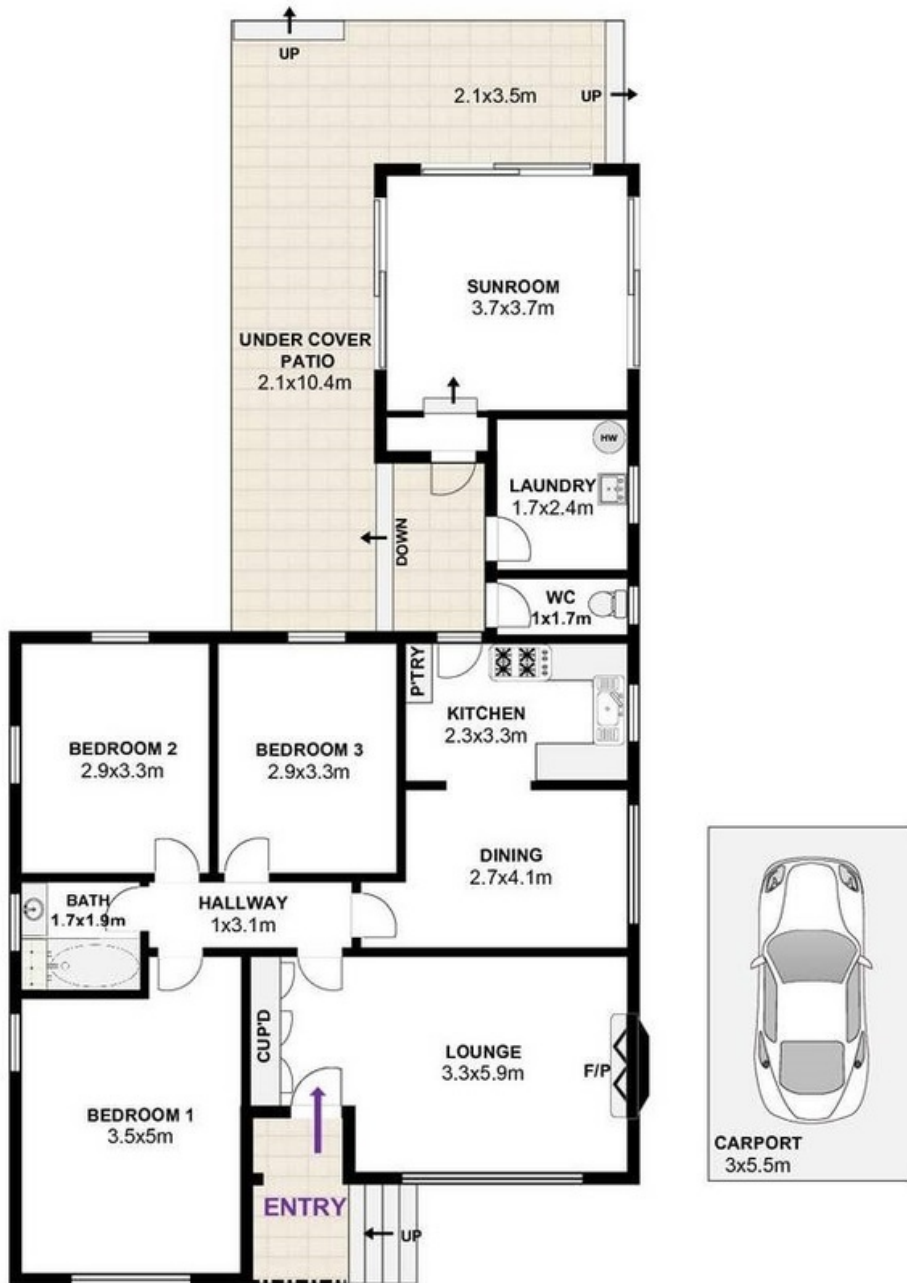 UP
2.1x3.5m
UP
SUNROOM
3.7x3.7m
UNDER COVER
PATIO
2.1x10.4m
HW
LAUNDRY
1.7x2.4m
DOWN
WC
1x1.7m
P'TRY
KITCHEN
2.3x3.3m
BEDROOM 2
2.9x3.3m
BEDROOM 3
2.9x3.3m
DINING
2.7x4.1m
BATH
1.7x1.9m
HALLWAY
1x3.1m
CUP'D
LOUNGE
3.3x5.9m
F/P
BEDROOM 1
3.5x5m
CARPORT
3x5.5m
ENTRY
UP